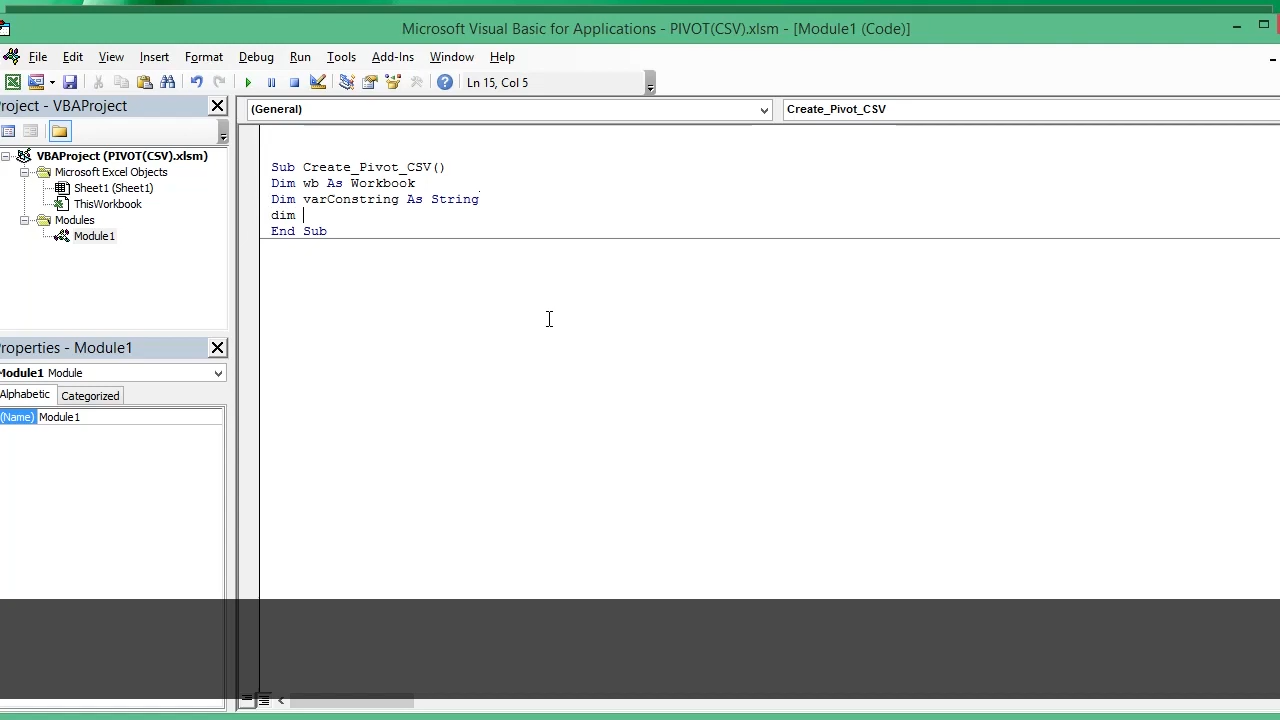 Microsoft Visual Basic for Applications - PIVOT(CSV).xlsm - [Module1 (Code)]
File Edit View Insert Format Debug Run Tools Add-Ins Window Help
Ln 15, Col 5
roject - VBAProject
(General)
Create_Pivot_CSV
VBAProject (PIVOT(CSV).xlsm)
Microsoft Excel Objects
Sheet1 (Sheet1)
ThisWorkbook
Modules
Module1
Sub Create_Pivot_CSV()
Dim wb As Workbook
Dim varConstring As String
dim
End Sub
roperties - Module1
Module1 Module
Alphabetic Categorized
(Name) Module1